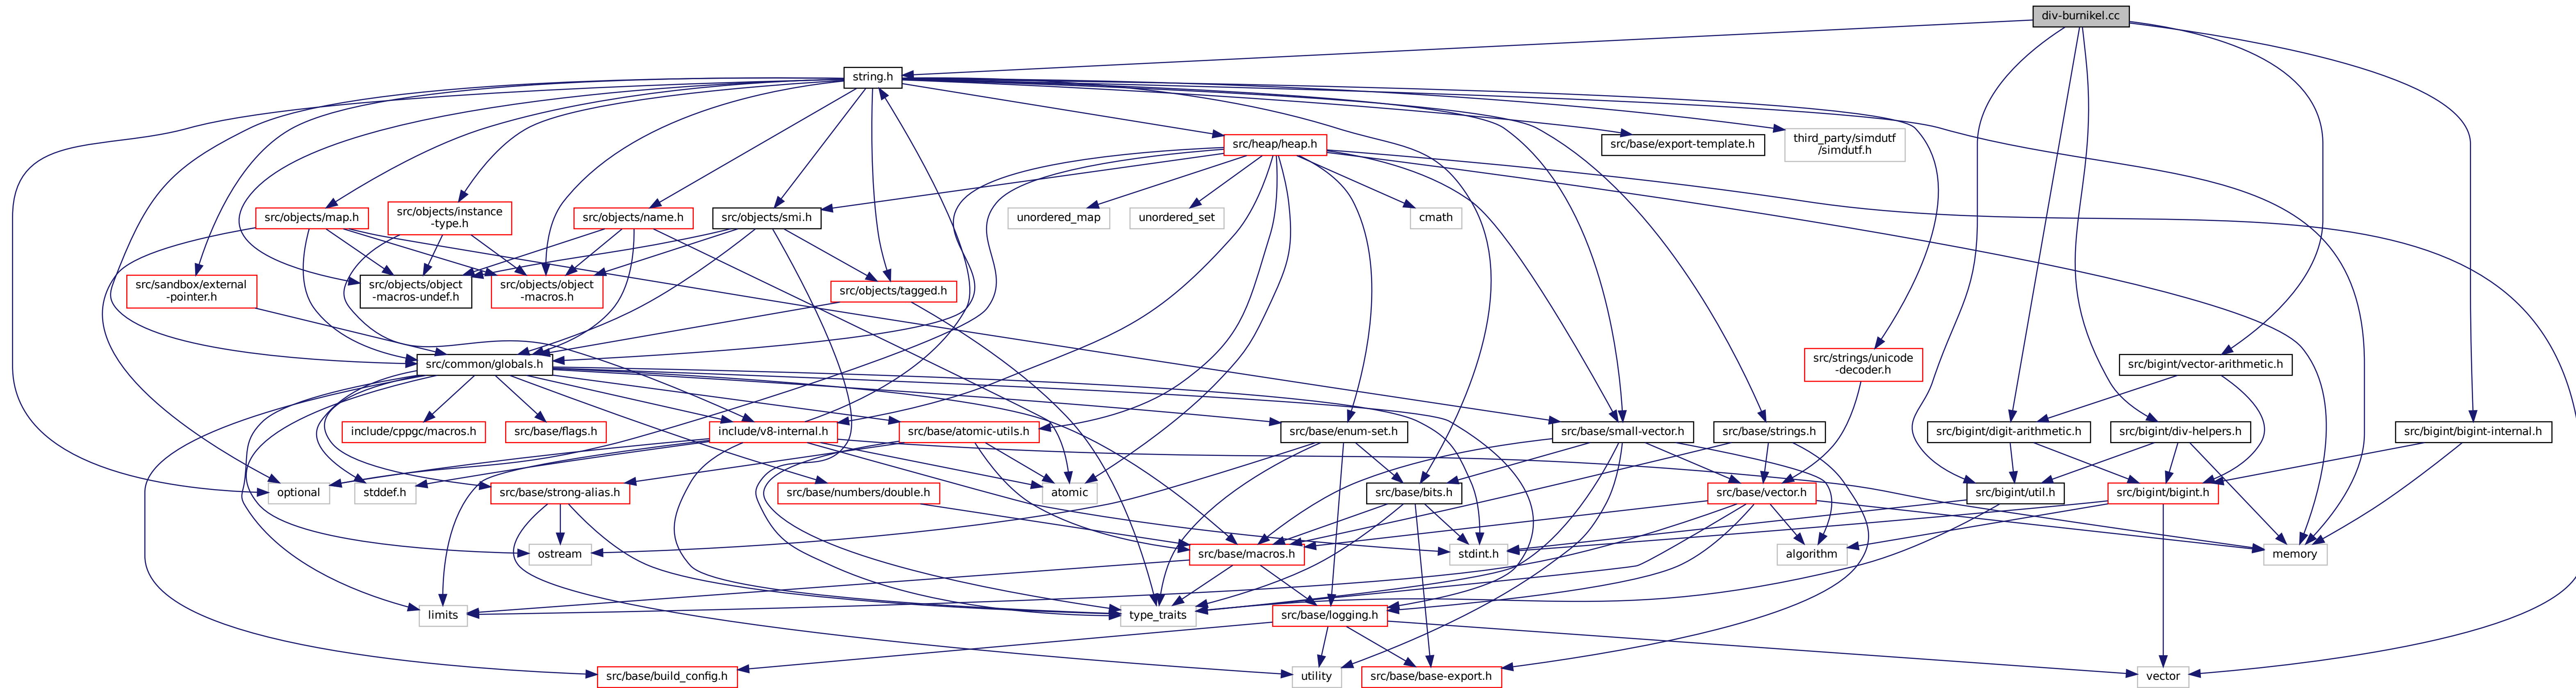 div-burnikel.cc
string.h
src/heap/heap.h
src/base/export-template.h
third_party/simdutf
/simdutf.h
src/objects/map.h
src/objects/instance
-type.h
src/objects/name.h
src/objects/smi.h
unordered_map
unordered_set
cmath
src/sandbox/external
-pointer.h
src/objects/object
-macros-undef.h
src/objects/object
-macros.h
src/objects/tagged.h
src/common/globals.h
src/strings/unicode
-decoder.h
src/bigint/vector-arithmetic.h
include/cppgc/macros.h
src/base/flags.h
include/v8-internal.h
src/base/atomic-utils.h
src/base/enum-set.h
src/base/small-vector.h
src/base/strings.h
src/bigint/digit-arithmetic.h
src/bigint/div-helpers.h
src/bigint/bigint-internal.h
optional
stddef.h
src/base/strong-alias.h
src/base/numbers/double.h
atomic
src/base/bits.h
src/base/vector.h
src/bigint/util.h
src/bigint/bigint.h
ostream
src/base/macros.h
stdint.h
algorithm
memory
limits
type_traits
src/base/logging.h
src/base/build_config.h
utility
src/base/base-export.h
vector